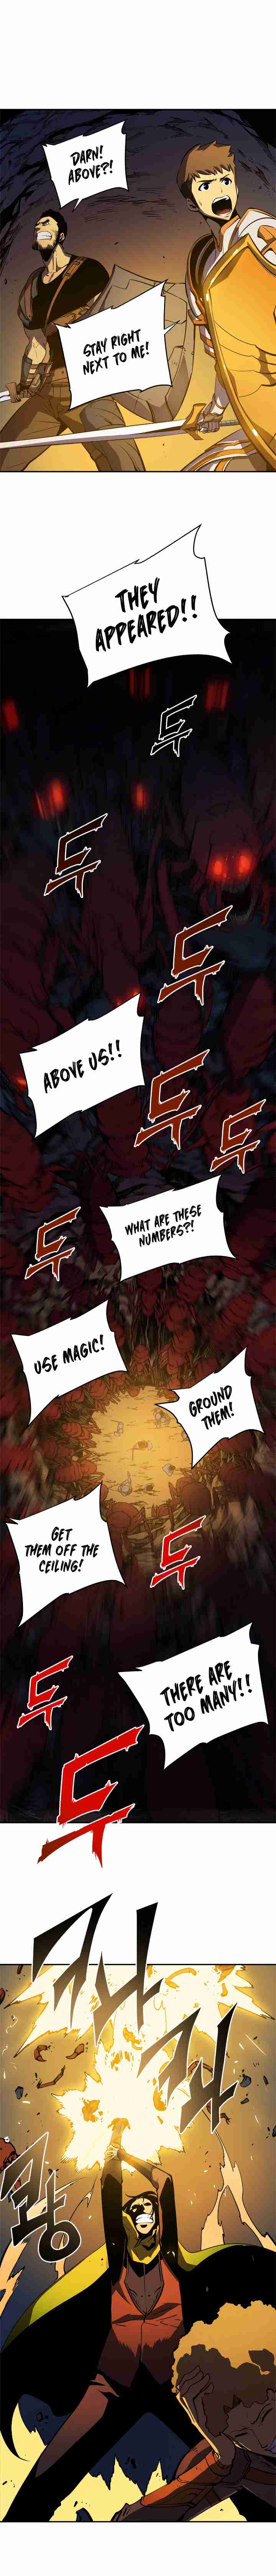 DARN!
ABOVE?!
STAY RIGHT
NEXT TO ME!
THEY
APPEARED!!
두
두
두
ABOVE US!!
두
두
WHAT ARE THESE
NUMBERS?!
두
USE MAGIC!
GROUND
THEM!
GET
THEM OFF THE
CEILING!
두
THERE ARE
TOO MANY!!
두
두
콰
쾅